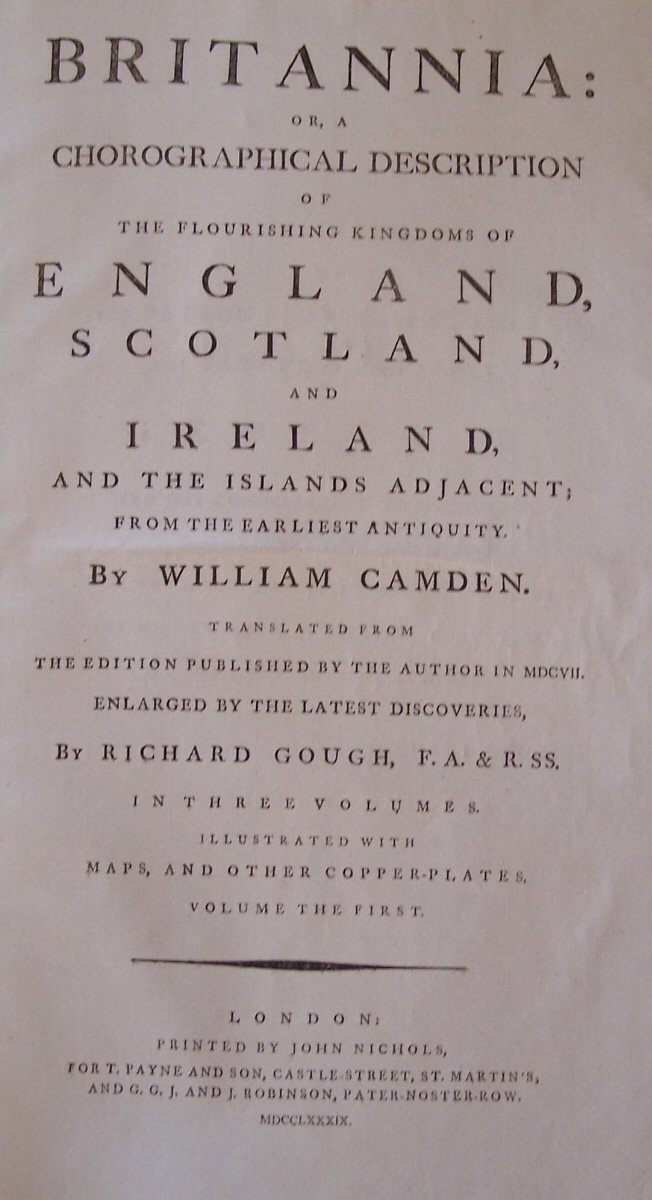 BRITANNIA:
OR, A
CHOROGRAPHICAL DESCRIPTION
OF
THE FLOURISHING KINGDOMS OF
ENGLAND,
SCOTLAND,
AND
IRELAND,
AND THE ISLANDS ADJACENT;
FROM THE EARLIEST ANTIQUITY.
BY WILLIAM CAMDEN.
TRANSLATED FROM
THE EDITION PUBLISHED BY THE AUTHOR IN MDCVII.
ENLARGED BY THE LATEST DISCOVERIES,
BY RICHARD GOUGH, F. A. & R. SS.
IN THREE VOLUMES.
ILLUSTRATED WITH
MAPS, AND OTHER COPPER-PLATES.
VOLUME THE FIRST.
LONDON:
PRINTED BY JOHN NICHOLS,
FOR T. PAYNE AND SON, CASTLE-STREET, ST. MARTIN'S,
AND G. G. J. AND J. ROBINSON, PATER-NOSTER-ROW.
MDCCLXXXIX.